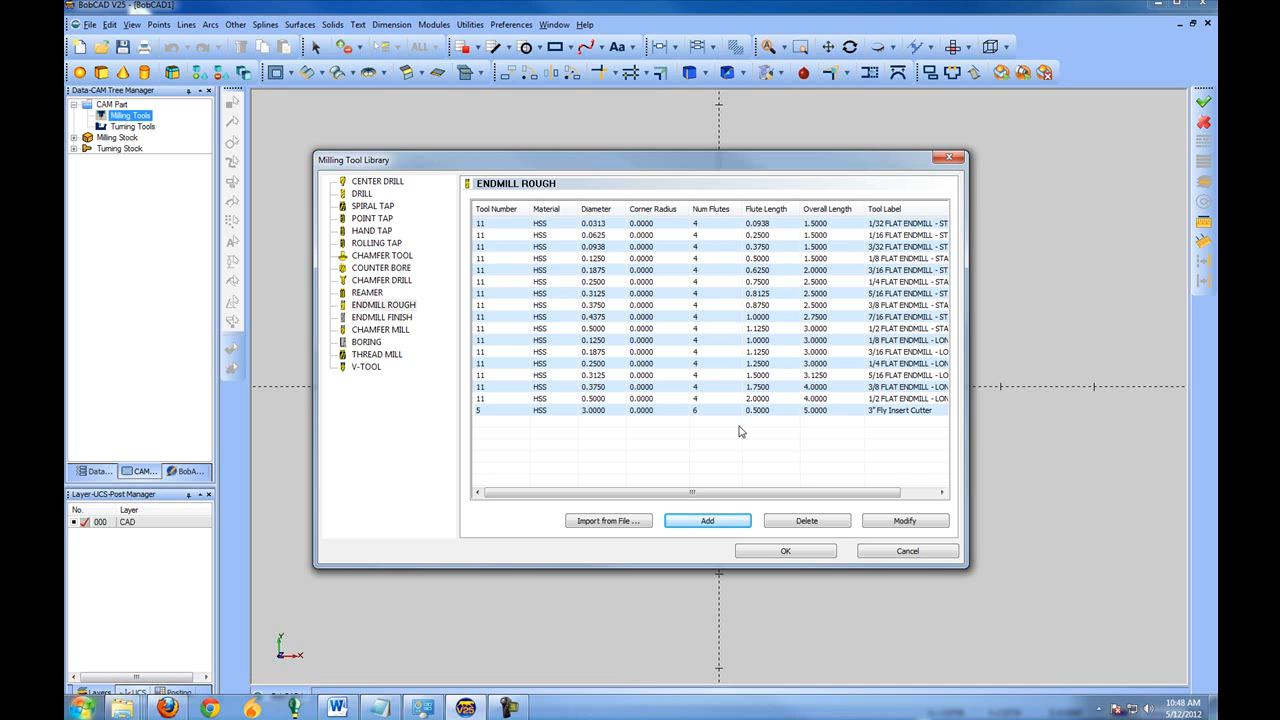 BobCAD V25 - [BobCAD1]
File Edit View Points Lines Arcs Other Splines Surfaces Solids Text Dimension Modules Utilities Preferences Window Help
ALL
Aa
Data-CAM Tree Manager
CAM Part
Milling Tools
Turning Tools
Milling Stock
Turning Stock
Data... CAM... BobA...
Layer-UCS-Post Manager
No. Layer
000 CAD
Layers UCS Posting
Milling Tool Library
CENTER DRILL
DRILL
SPIRAL TAP
POINT TAP
HAND TAP
ROLLING TAP
CHAMFER TOOL
COUNTER BORE
CHAMFER DRILL
REAMER
ENDMILL ROUGH
ENDMILL FINISH
CHAMFER MILL
BORING
THREAD MILL
V-TOOL
ENDMILL ROUGH
Tool Number Material Diameter Corner Radius Num Flutes Flute Length Overall Length Tool Label
11 HSS 0.0313 0.0000 4 0.0938 1.5000 1/32 FLAT ENDMILL - ST
11 HSS 0.0625 0.0000 4 0.2500 1.5000 1/16 FLAT ENDMILL - ST
11 HSS 0.0938 0.0000 4 0.3750 1.5000 3/32 FLAT ENDMILL - ST
11 HSS 0.1250 0.0000 4 0.5000 1.5000 1/8 FLAT ENDMILL - STA
11 HSS 0.1875 0.0000 4 0.6250 2.0000 3/16 FLAT ENDMILL - ST
11 HSS 0.2500 0.0000 4 0.7500 2.5000 1/4 FLAT ENDMILL - STA
11 HSS 0.3125 0.0000 4 0.8125 2.5000 5/16 FLAT ENDMILL - ST
11 HSS 0.3750 0.0000 4 0.8750 2.5000 3/8 FLAT ENDMILL - STA
11 HSS 0.4375 0.0000 4 1.0000 2.7500 7/16 FLAT ENDMILL - ST
11 HSS 0.5000 0.0000 4 1.1250 3.0000 1/2 FLAT ENDMILL - STA
11 HSS 0.1250 0.0000 4 1.0000 3.0000 1/8 FLAT ENDMILL - LON
11 HSS 0.1875 0.0000 4 1.1250 3.0000 3/16 FLAT ENDMILL - LO
11 HSS 0.2500 0.0000 4 1.2500 3.0000 1/4 FLAT ENDMILL - LON
11 HSS 0.3125 0.0000 4 1.5000 3.1250 5/16 FLAT ENDMILL - LO
11 HSS 0.3750 0.0000 4 1.7500 4.0000 3/8 FLAT ENDMILL - LON
11 HSS 0.5000 0.0000 4 2.0000 4.0000 1/2 FLAT ENDMILL - LON
5 HSS 3.0000 0.0000 6 0.5000 5.0000 3" Fly Insert Cutter
Import from File ... Add Delete Modify
OK Cancel
Y
X
V25
10:48 AM
5/12/2012